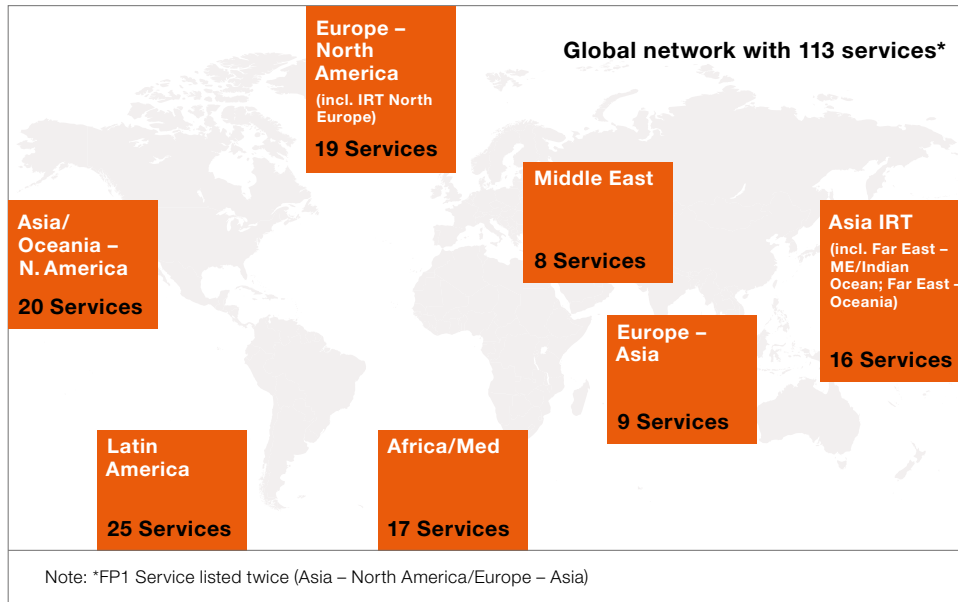 Europe –
North
America
(incl. IRT North
Europe)
19 Services
Global network with 113 services*
Middle East
8 Services
Asia/
Oceania –
N. America
20 Services
Asia IRT
(incl. Far East –
ME/Indian
Ocean; Far East –
Oceania)
16 Services
Europe –
Asia
9 Services
Latin
America
25 Services
Africa/Med
17 Services
Note: *FP1 Service listed twice (Asia – North America/Europe – Asia)